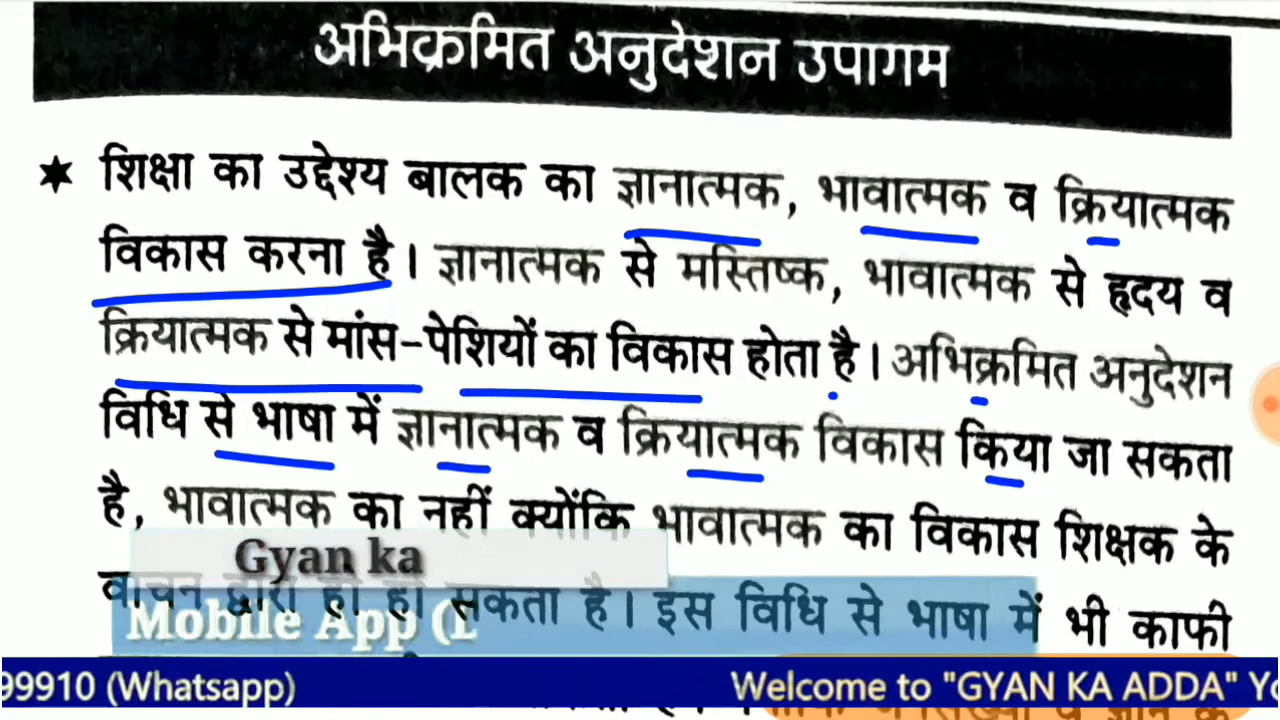 अभिक्रमित अनुदेशन उपागम
★ शिक्षा का उद्देश्य बालक का ज्ञानात्मक, भावात्मक व क्रियात्मक
विकास करना है। ज्ञानात्मक से मस्तिष्क, भावात्मक से हृदय व
क्रियात्मक से मांस-पेशियों का विकास होता है। अभिक्रमित अनुदेशन
विधि से भाषा में ज्ञानात्मक व क्रियात्मक विकास किया जा सकता
है, भावात्मक का नहीं क्योंकि भावात्मक का विकास शिक्षक के
Gyan ka
वाचन द्वारा ही हो सकता है। इस विधि से भाषा में भी काफी
Mobile App (L
99910 (Whatsapp) Welcome to "GYAN KA ADDA" Yo